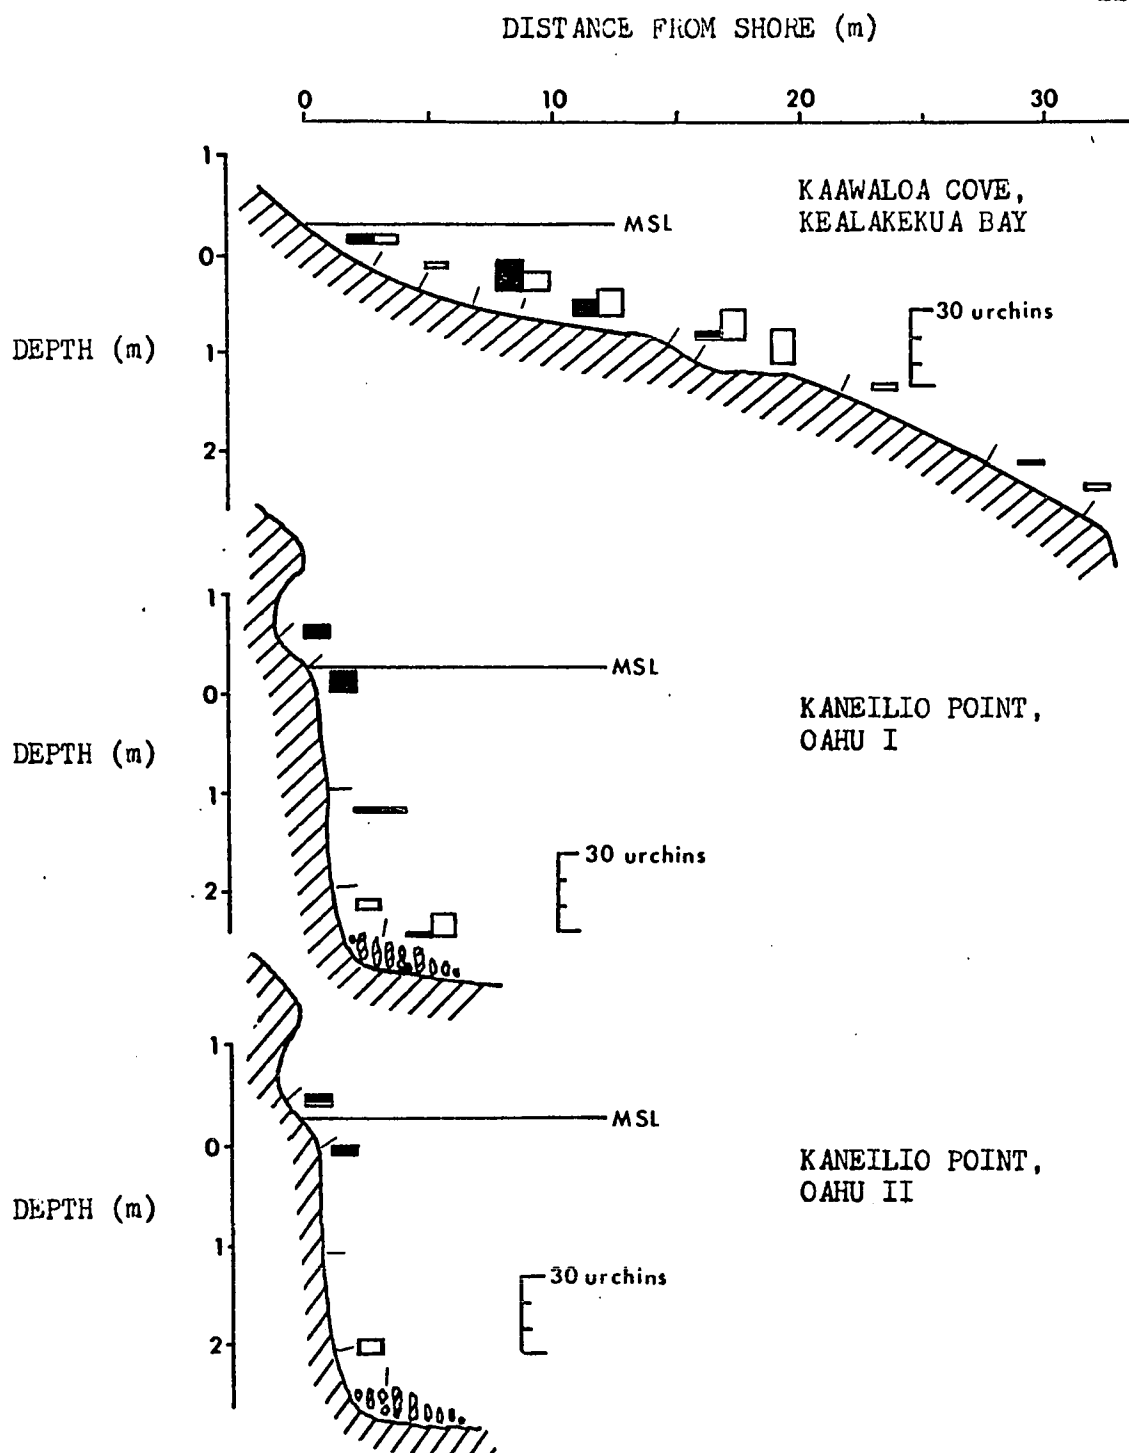 DISTANCE FROM SHORE (m)
0 10 20 30
1
KAAWALOA COVE,
KEALAKEKUA BAY
MSL
0
30 urchins
DEPTH (m)
1
2
1
MSL
0
KANEILIO POINT,
OAHU I
DEPTH (m)
1
30 urchins
2
1
MSL
0
KANEILIO POINT,
OAHU II
DEPTH (m)
1
30 urchins
2